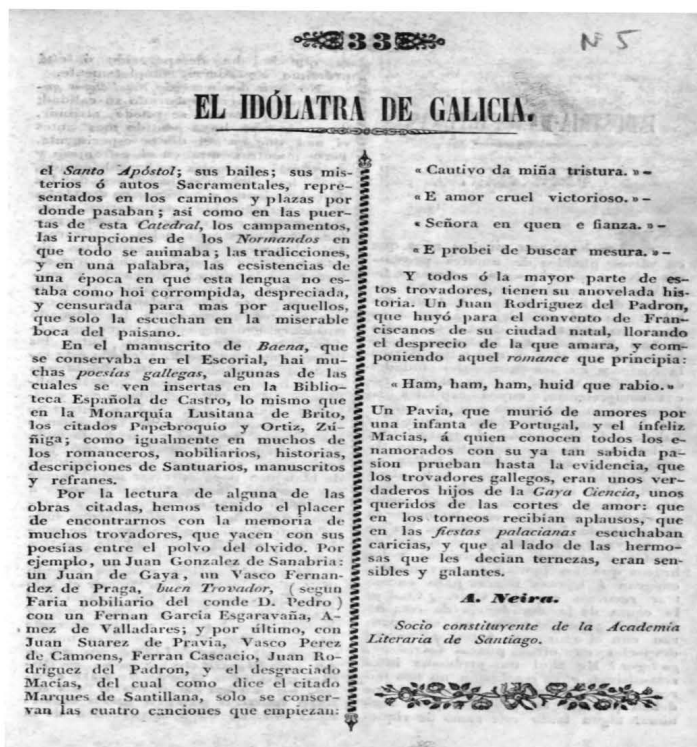 33
Nº 5
EL IDÓLATRA DE GALICIA.
el Santo Apóstol; sus bailes; sus mis-
terios ó autos Sacramentales, repre-
sentados en los caminos y plazas por
donde pasaban; así como en las puer-
tas de esta Catedral, los campamentos,
las irrupciones de los Normandos en
que todo se animaba; las tradicciones,
y en una palabra, las ecsistencias de
una época en que esta lengua no es-
taba como hoi corrompida, despreciada,
y censurada para mas por aquellos,
que solo la escuchan en la miserable
boca del paisano.
En el manuscrito de Baena, que
se conservaba en el Escorial, hai mu-
chas poesías gallegas, algunas de las
cuales se ven insertas en la Biblio-
teca Española de Castro, lo mismo que
en la Monarquía Lusitana de Brito,
los citados Papebroquio y Ortiz, Zú-
ñiga; como igualmente en muchos de
los romanceros, nobiliarios, historias,
descripciones de Santuarios, manuscritos
y refranes.
Por la lectura de alguna de las
obras citadas, hemos tenido el placer
de encontrarnos con la memoria de
muchos trovadores, que yacen con sus
poesías entre el polvo del olvido. Por
ejemplo, un Juan Gonzalez de Sanabria:
un Juan de Gaya, un Vasco Fernan-
dez de Praga, buen Trovador, (segun
Faria nobiliario del conde D. Pedro)
con un Fernan Garcia Esgaravaña, A-
mez de Valladares; y por último, con
Juan Suarez de Pravia, Vasco Perez
de Camoens, Ferran Cascacio, Juan Ro-
driguez del Padron, y el desgraciado
Macías, del cual como dice el citado
Marques de Santillana, solo se conser-
van las cuatro canciones que empiezan:
« Cautivo da miña tristura. »–
« E amor cruel victorioso. »–
« Señora en quen e fianza. »–
« E probei de buscar mesura. »–
Y todos ó la mayor parte de es-
tos trovadores, tienen su anovelada his-
toria. Un Juan Rodriguez del Padron,
que huyó para el convento de Fran-
ciscanos de su ciudad natal, llorando
el desprecio de la que amara, y com-
poniendo aquel romance que principia:
« Ham, ham, ham, huid que rabio. »
Un Pavia, que murió de amores por
una infanta de Portugal, y el ínfeliz
Macías, á quien conocen todos los e-
namorados con su ya tan sabida pa-
sion prueban hasta la evidencia, que
los trovadores gallegos, eran unos ver-
daderos hijos de la Gaya Ciencia, unos
queridos de las cortes de amor: que
en los torneos recibian aplausos, que
en las fiestas palacianas escuchaban
caricias, y que al lado de las hermo-
sas que les decian ternezas, eran sen-
sibles y galantes.
A. Neira.
Socio constituyente de la Academia
Literaria de Santiago.